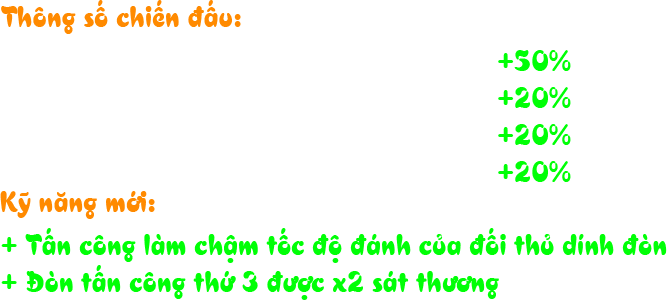 Thông số chiến đấu:
+50%
+20%
+20%
+20%
Kỹ năng mới:
+ Tấn công làm chậm tốc độ đánh của đối thủ dính đòn
+ Đòn tấn công thứ 3 được x2 sát thương